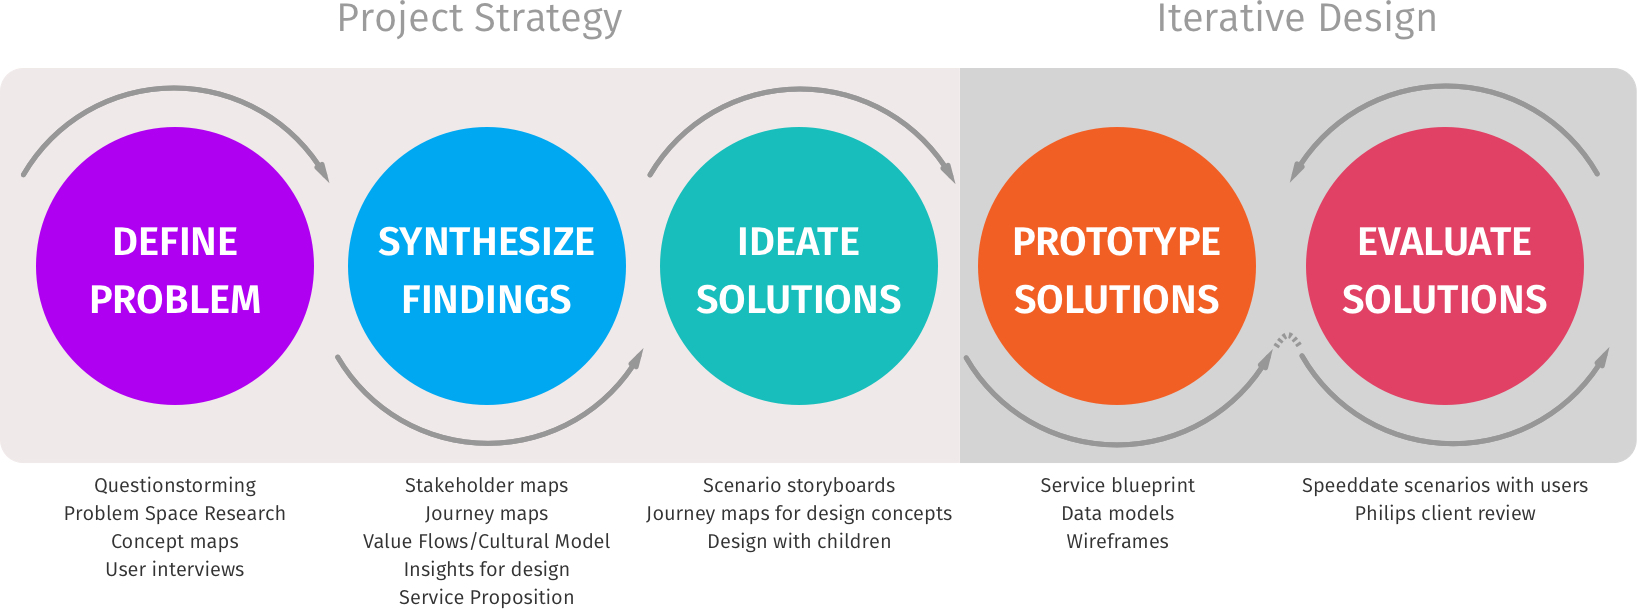 Project Strategy
Iterative Design
DEFINE
PROBLEM
SYNTHESIZE
FINDINGS
IDEATE
SOLUTIONS
PROTOTYPE
SOLUTIONS
EVALUATE
SOLUTIONS
Questionstorming
Problem Space Research
Concept maps
User interviews
Stakeholder maps
Journey maps
Value Flows/Cultural Model
Insights for design
Service Proposition
Scenario storyboards
Journey maps for design concepts
Design with children
Service blueprint
Data models
Wireframes
Speeddate scenarios with users
Philips client review